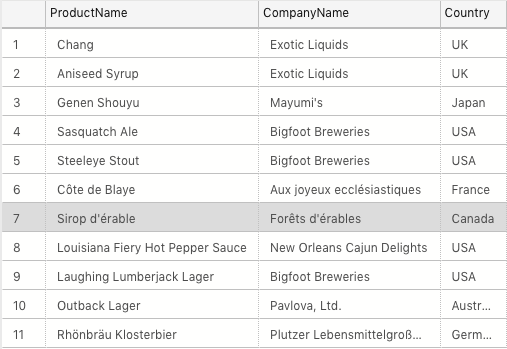 ProductName CompanyName Country
1 Chang Exotic Liquids UK
2 Aniseed Syrup Exotic Liquids UK
3 Genen Shouyu Mayumi's Japan
4 Sasquatch Ale Bigfoot Breweries USA
5 Steeleye Stout Bigfoot Breweries USA
6 Côte de Blaye Aux joyeux ecclésiastiques France
7 Sirop d'érable Forêts d'érables Canada
8 Louisiana Fiery Hot Pepper Sauce New Orleans Cajun Delights USA
9 Laughing Lumberjack Lager Bigfoot Breweries USA
10 Outback Lager Pavlova, Ltd. Austr...
11 Rhönbräu Klosterbier Plutzer Lebensmittelgroß... Germ...